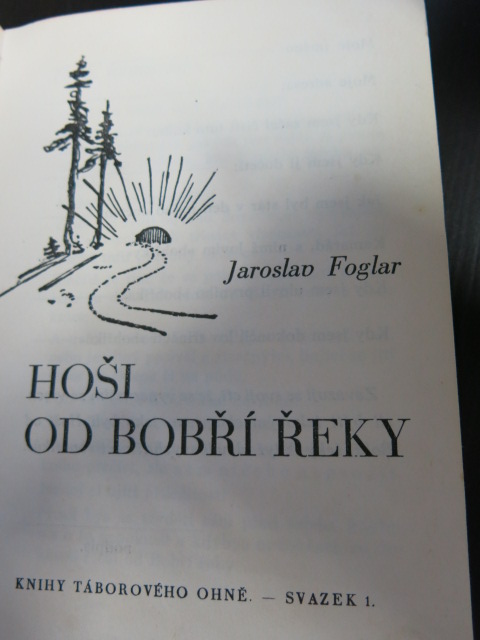 Jaroslav Foglar
HOŠI
OD BOBŘÍ ŘEKY
KNIHY TÁBOROVÉHO OHNĚ. — SVAZEK 1.